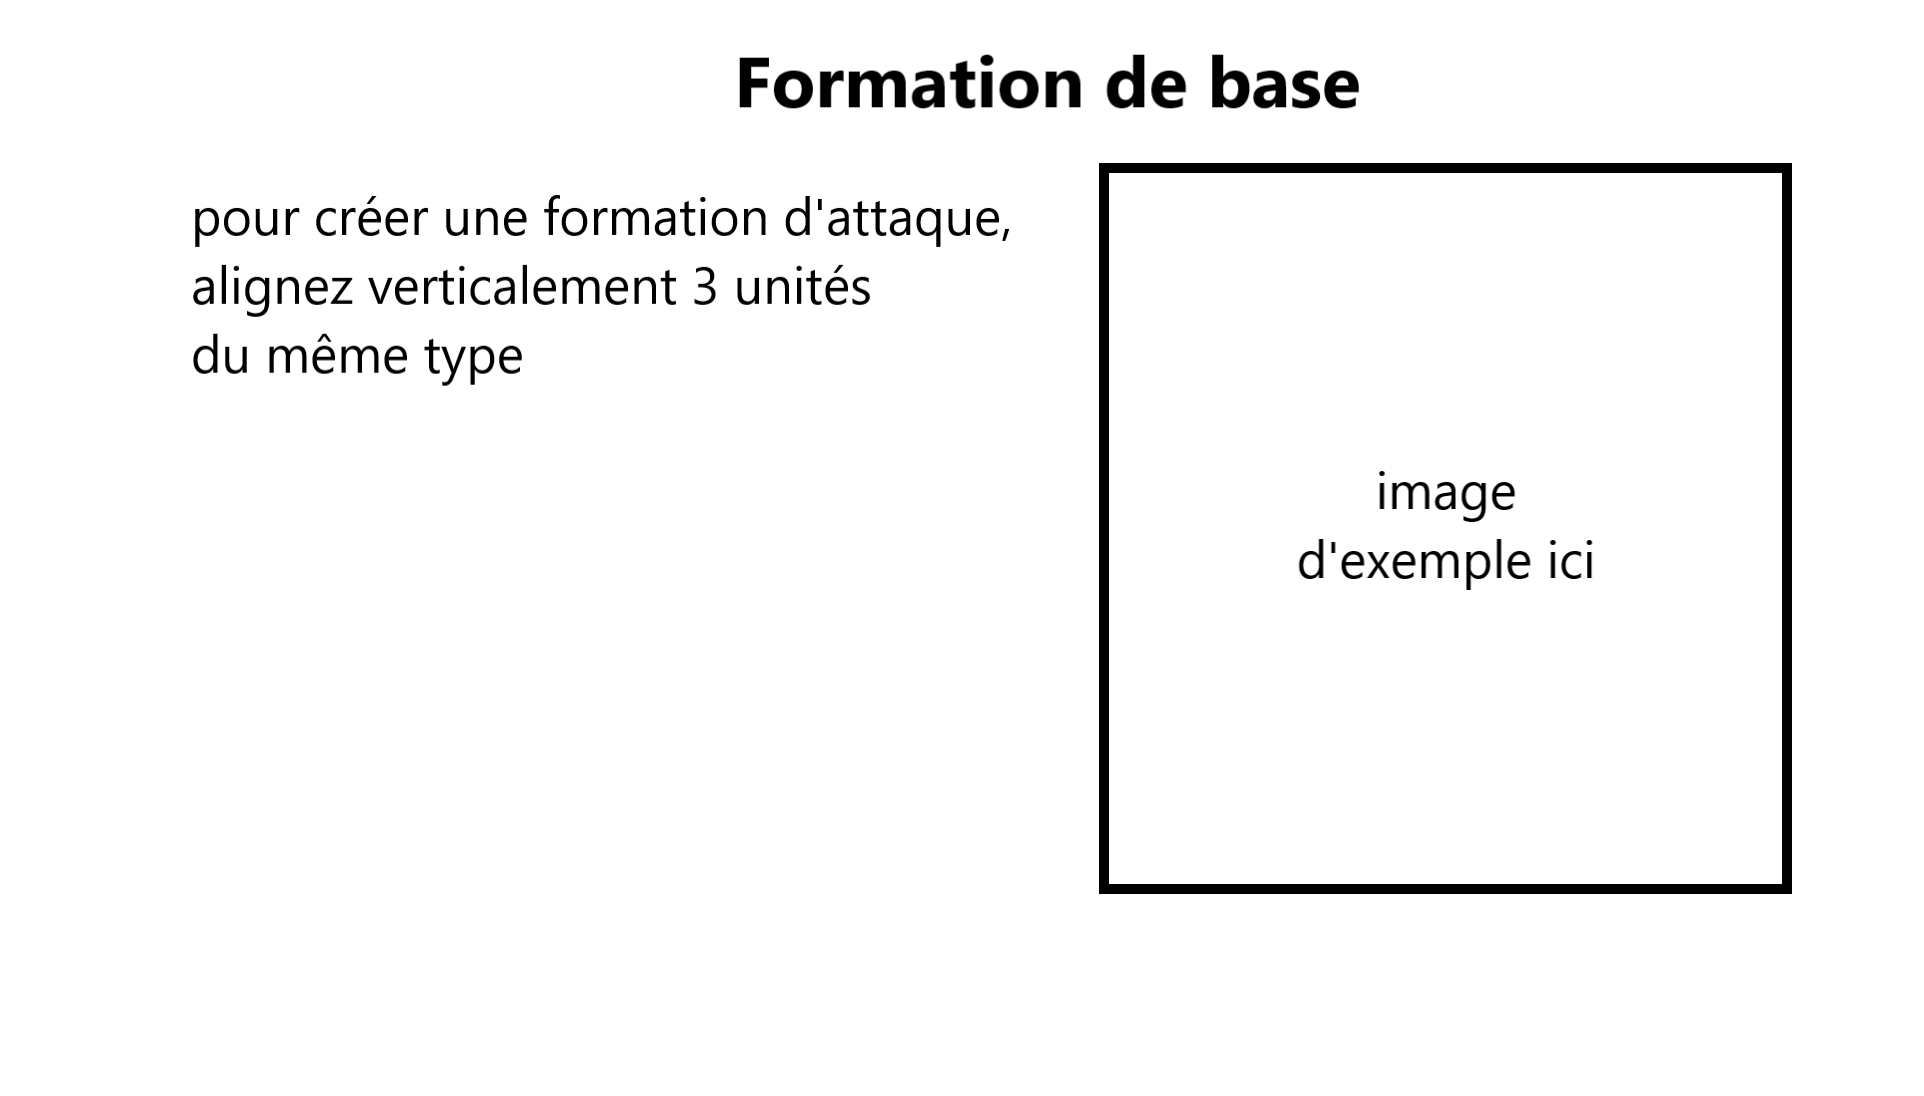 Formation de base
pour créer une formation d'attaque,
alignez verticalement 3 unités
du même type
image
d'exemple ici